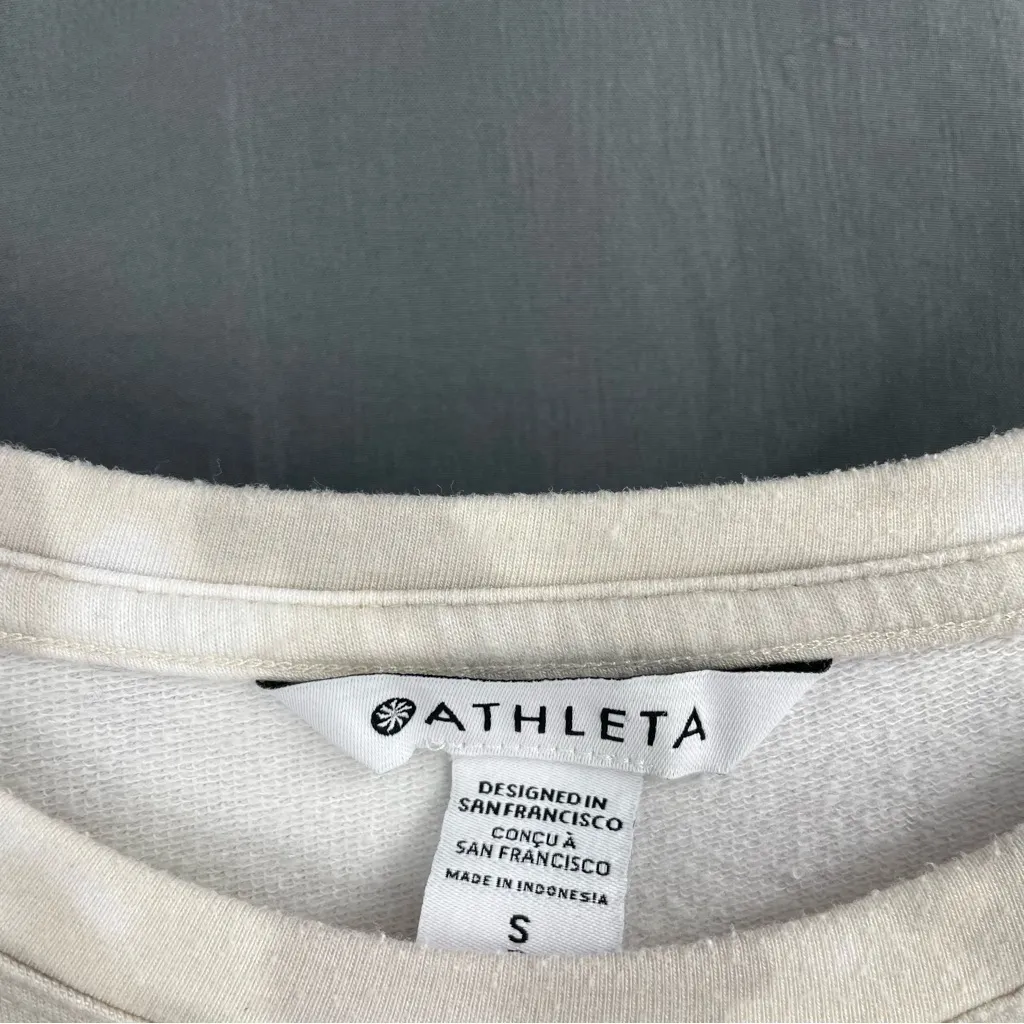 ATHLETA
DESIGNED IN
SAN FRANCISCO
CONÇU À
SAN FRANCISCO
MADE IN INDONESIA
S